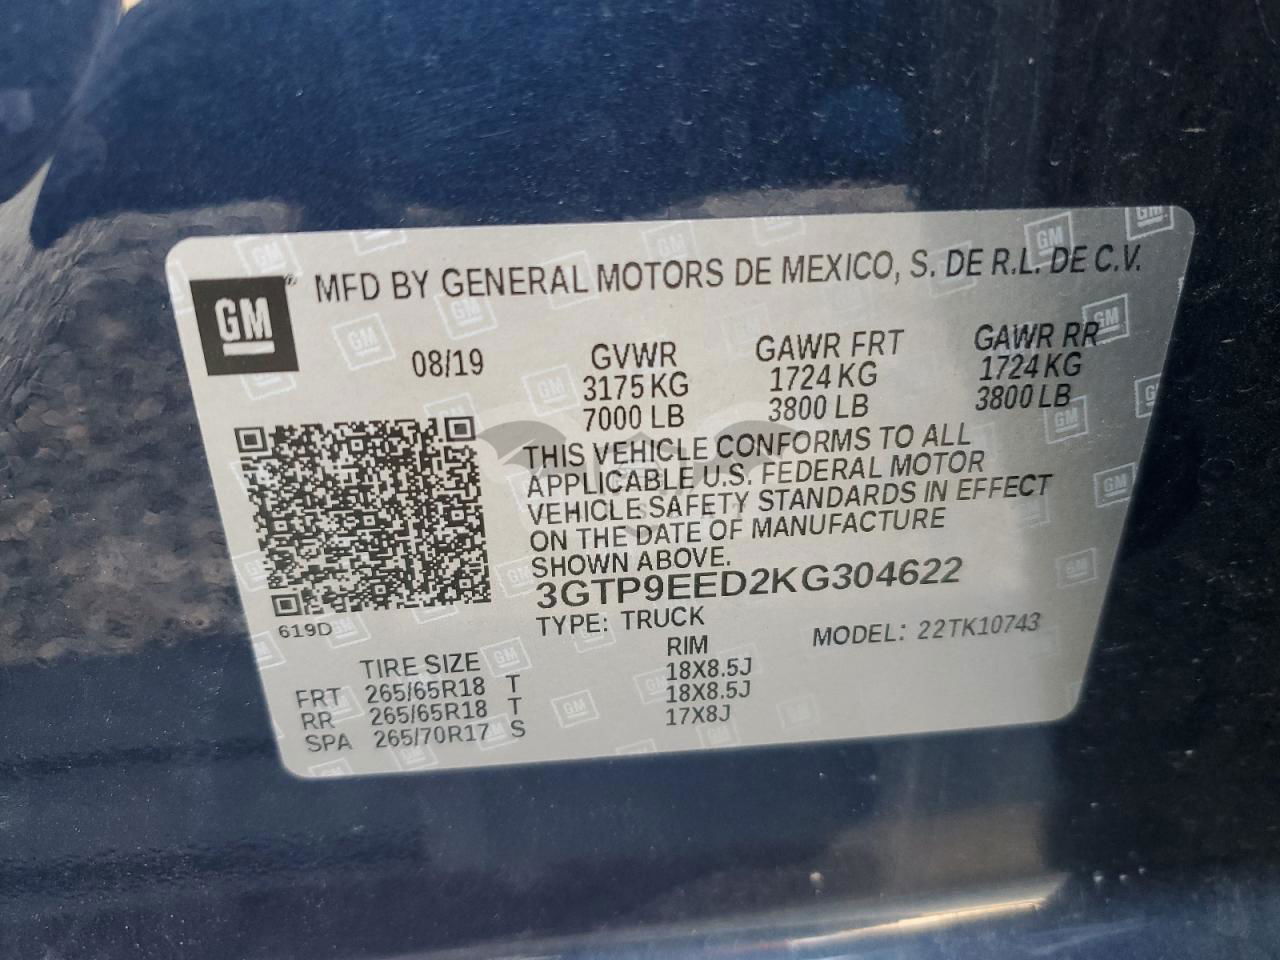 GM
MFD BY GENERAL MOTORS DE MEXICO, S. DE R.L. DE C.V.
08/19
GVWR GAWR FRT GAWR RR
3175 KG 1724 KG 1724 KG
7000 LB 3800 LB 3800 LB
THIS VEHICLE CONFORMS TO ALL
APPLICABLE U.S. FEDERAL MOTOR
VEHICLE SAFETY STANDARDS IN EFFECT
ON THE DATE OF MANUFACTURE
SHOWN ABOVE.
3GTP9EED2KG304622
619D
TYPE: TRUCK
MODEL: 22TK10743
TIRE SIZE RIM
FRT 265/65R18 T 18X8.5J
RR 265/65R18 T 18X8.5J
SPA 265/70R17 S 17X8J